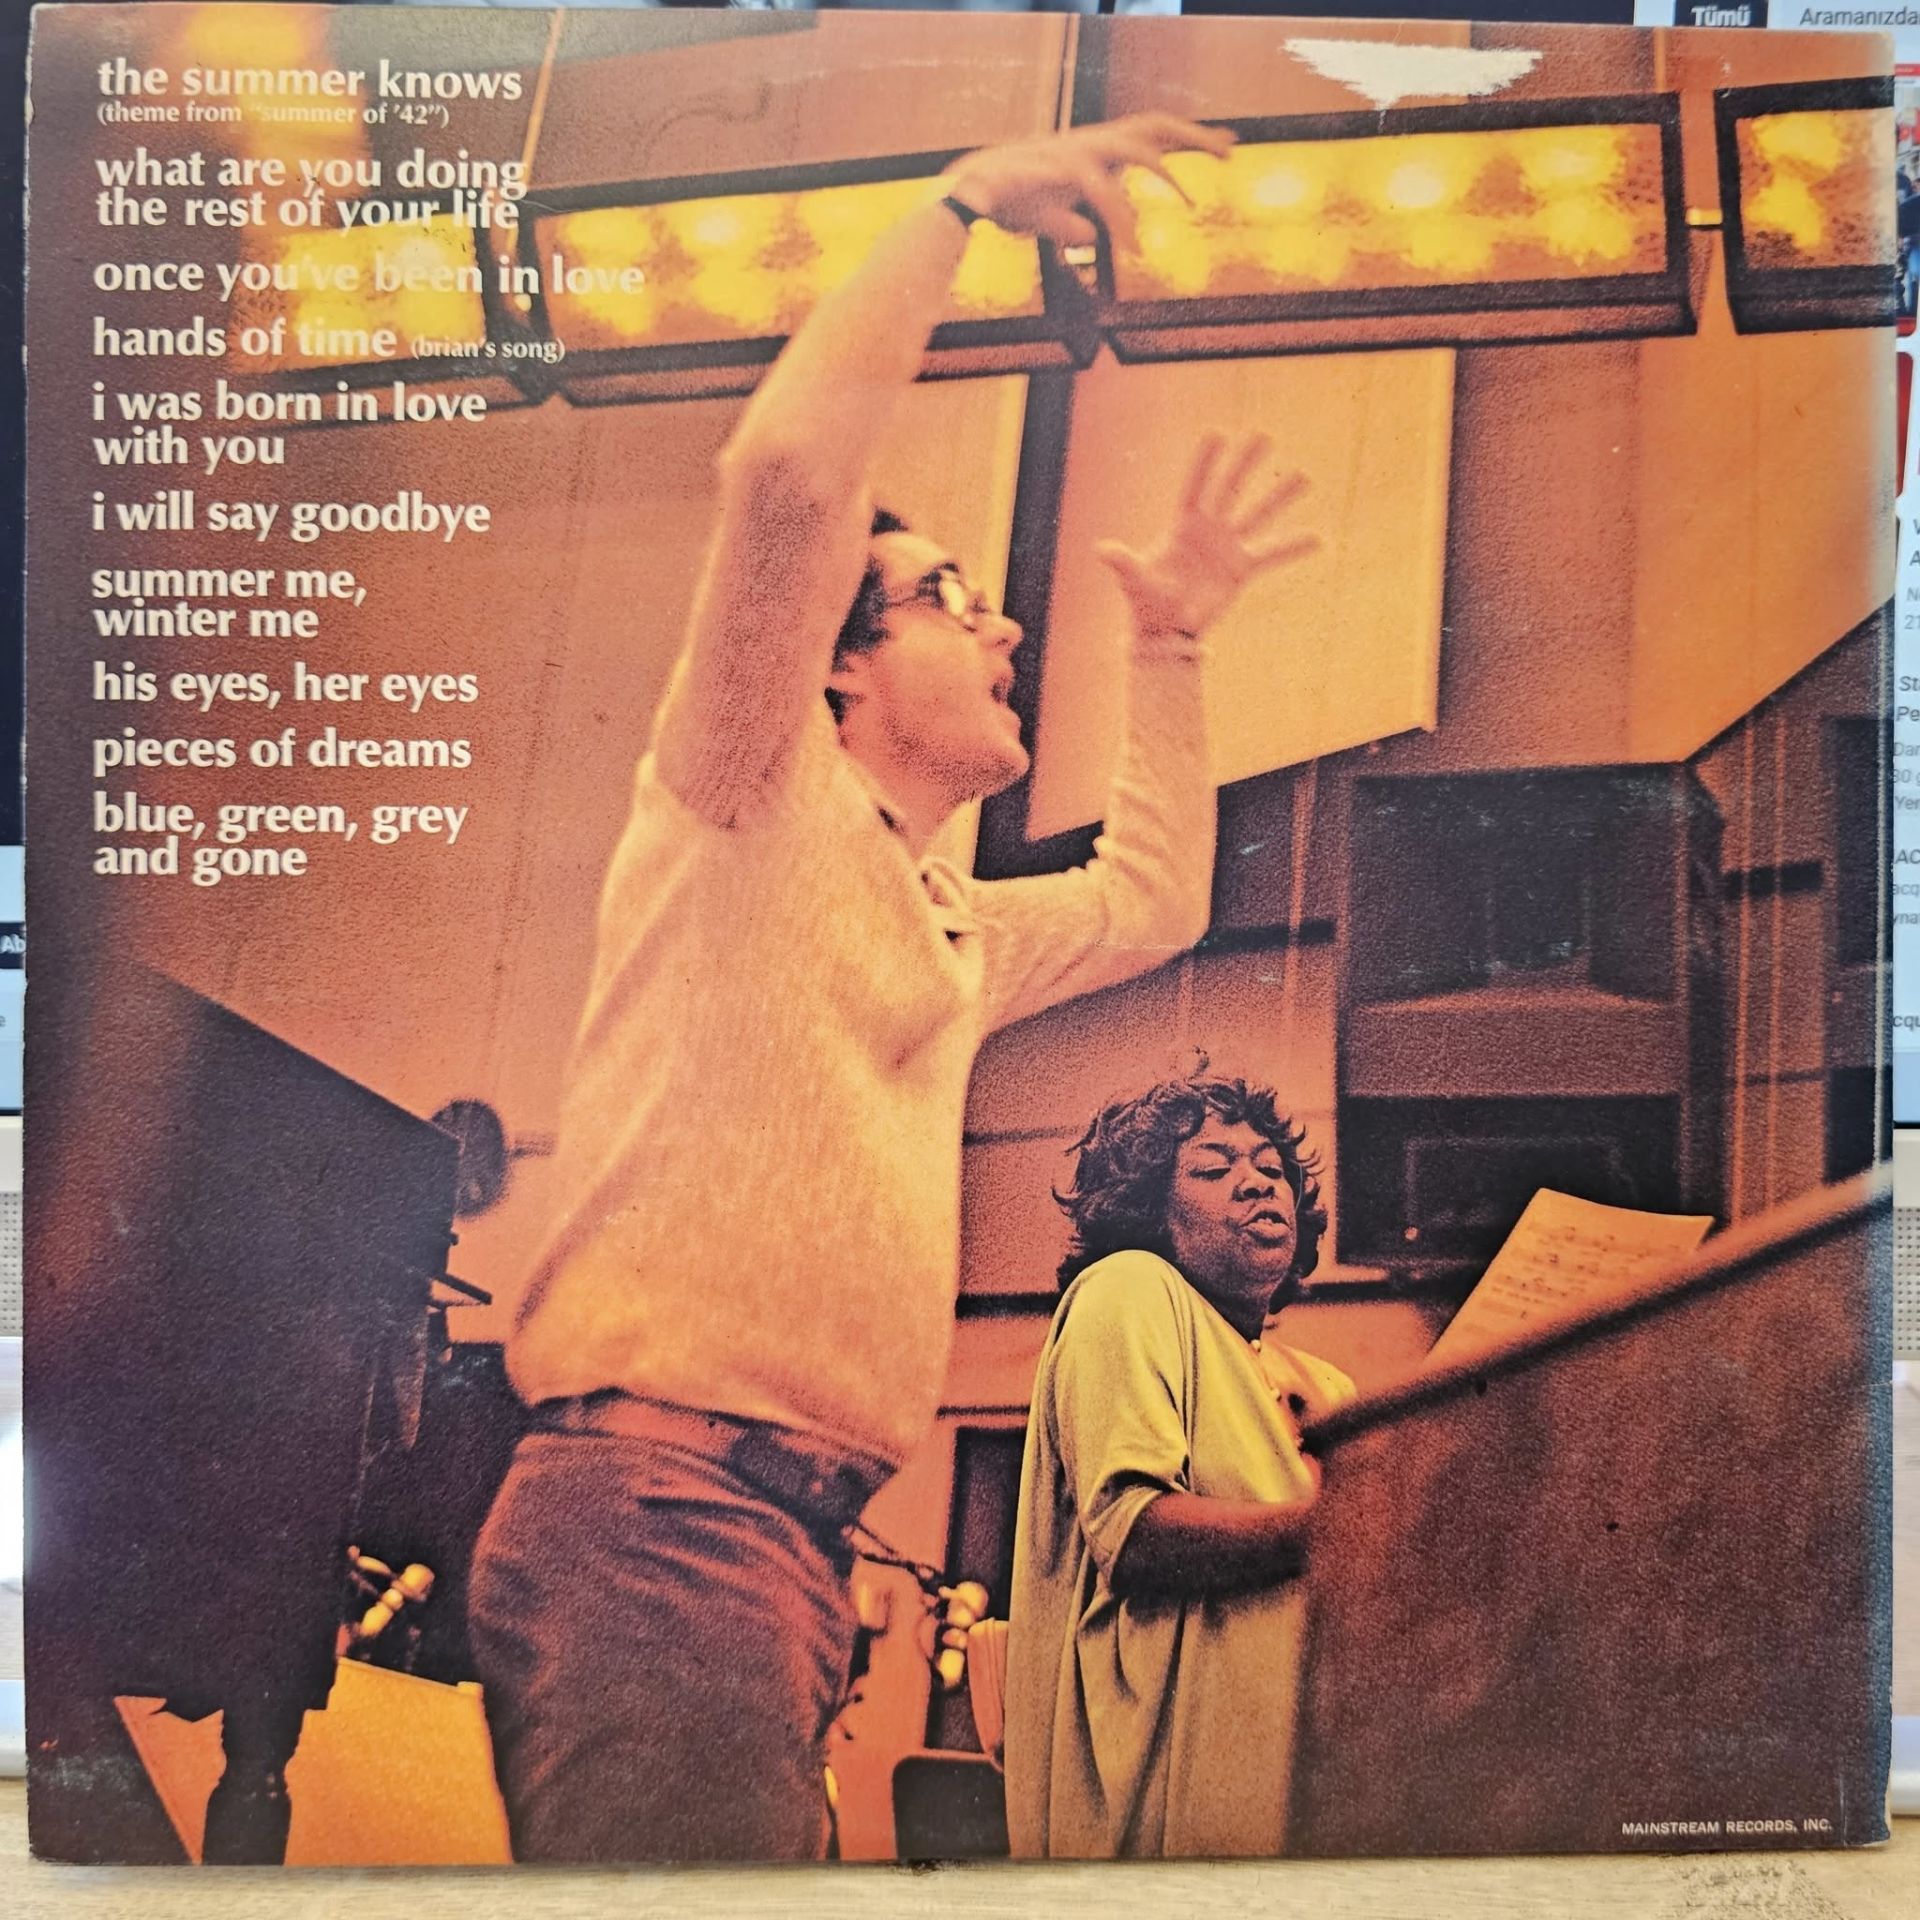 the summer knows
(theme from "summer of '42")
what are you doing
the rest of your life
once you've been in love
hands of time (brian's song)
i was born in love
with you
i will say goodbye
summer me,
winter me
his eyes, her eyes
pieces of dreams
blue, green, grey
and gone
MAINSTREAM RECORDS, INC.
Tümü
Aramanızda